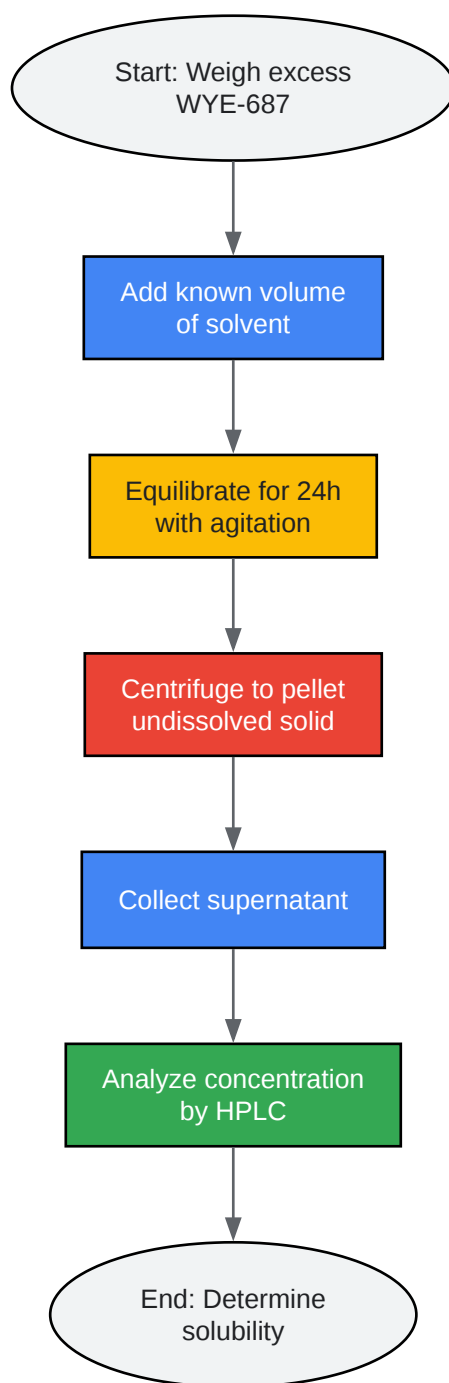 Start: Weigh excess
WYE-687
Add known volume
of solvent
Equilibrate for 24h
with agitation
Centrifuge to pellet
undissolved solid
Collect supernatant
Analyze concentration
by HPLC
End: Determine
solubility